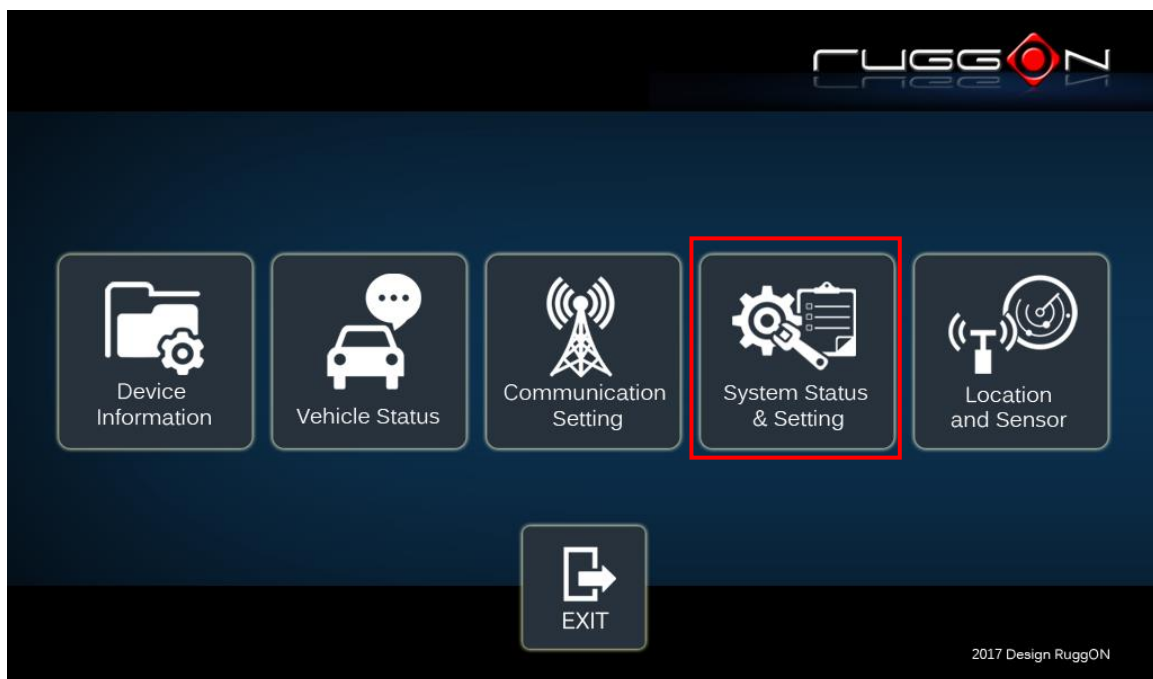 ruggON
Device
Information
Vehicle Status
Communication
Setting
System Status
& Setting
Location
and Sensor
EXIT
2017 Design RuggON